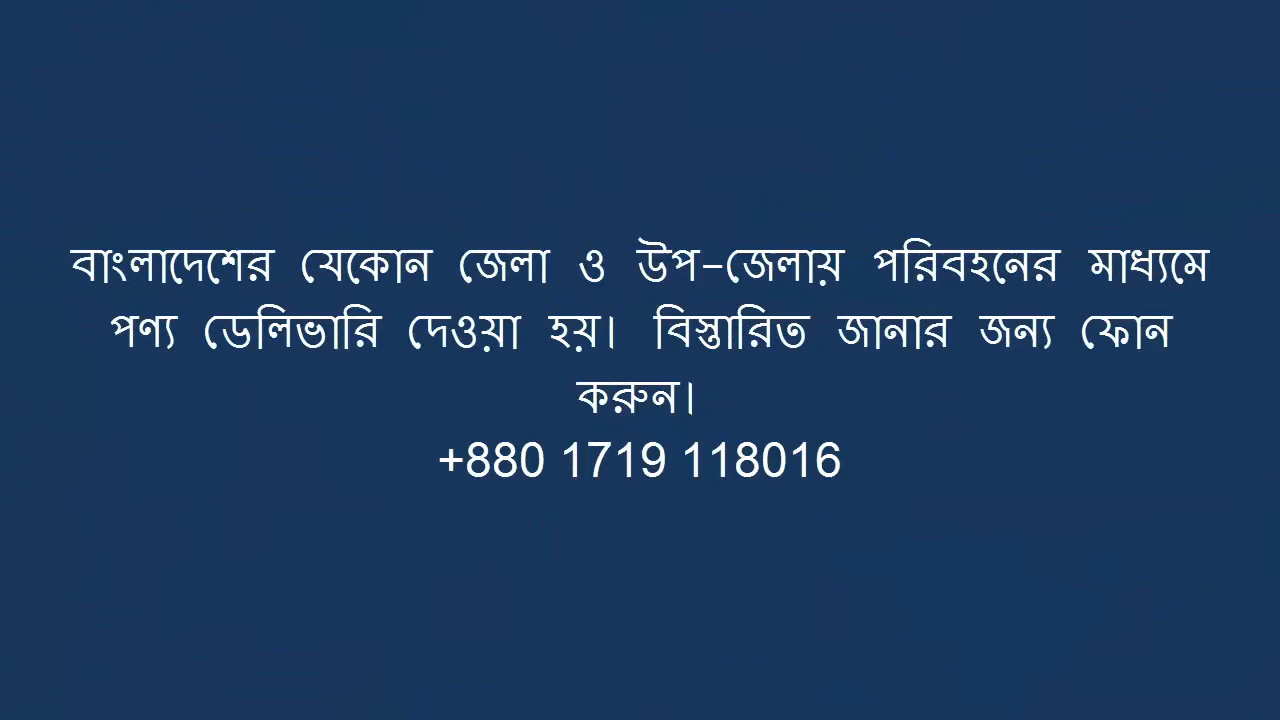 বাংলাদেশের যেকোন জেলা ও উপ-জেলায় পরিবহনের মাধ্যমে
পণ্য ডেলিভারি দেওয়া হয়। বিস্তারিত জানার জন্য ফোন
করুন।
+880 1719 118016